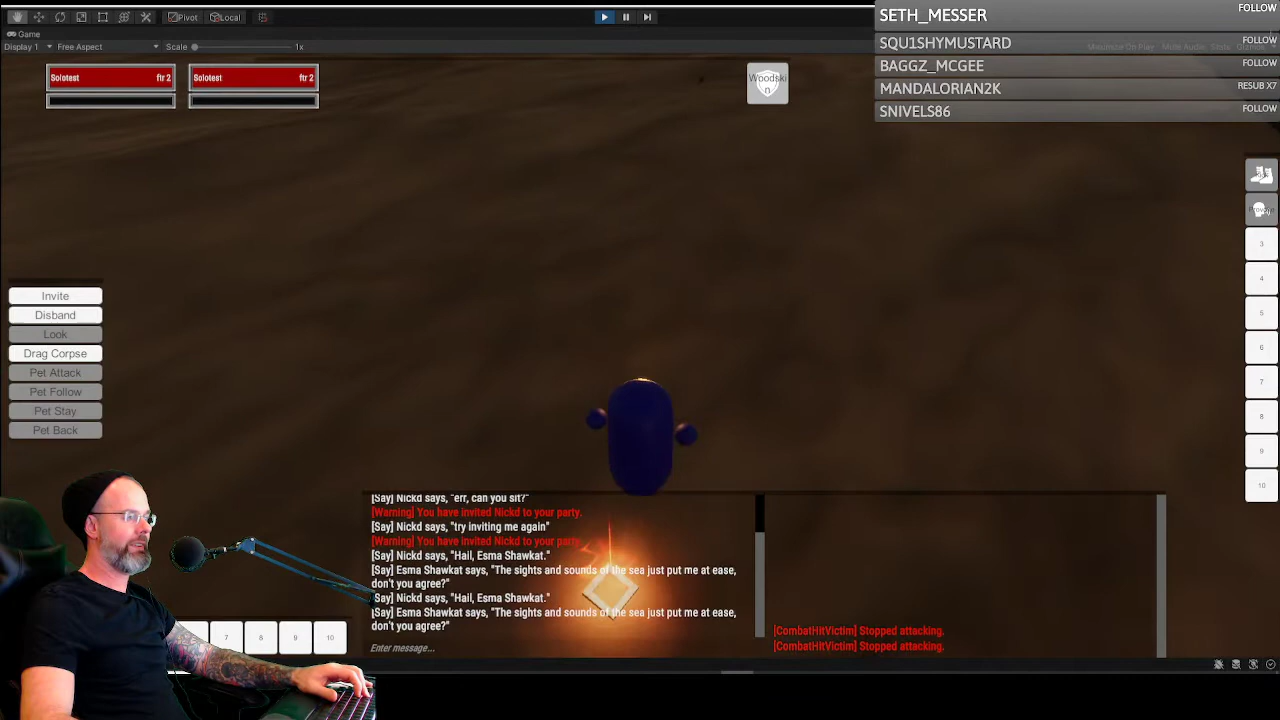 Pivot Local
Game
Display 1 Free Aspect Scale 1x Maximize On Play Mute Audio Stats Gizmos
SETH_MESSER FOLLOW
SQU1SHYMUSTARD FOLLOW
BAGGZ_MCGEE FOLLOW
MANDALORIAN2K RESUB X7
SNIVELS86 FOLLOW
Solotest ftr 2
Solotest ftr 2
Woodski
n
Invite
Disband
Look
Drag Corpse
Pet Attack
Pet Follow
Pet Stay
Pet Back
3
4
5
6
7
8
9
10
[Say] Nickd says, "err, can you sit?"
[Warning] You have invited Nickd to your party.
[Say] Nickd says, "try inviting me again"
[Warning] You have invited Nickd to your party.
[Say] Nickd says, "Hail, Esma Shawkat."
[Say] Esma Shawkat says, "The sights and sounds of the sea just put me at ease,
don't you agree?"
[Say] Nickd says, "Hail, Esma Shawkat."
[Say] Esma Shawkat says, "The sights and sounds of the sea just put me at ease,
don't you agree?"
Enter message...
[CombatHitVictim] Stopped attacking.
[CombatHitVictim] Stopped attacking.
7 8 9 10